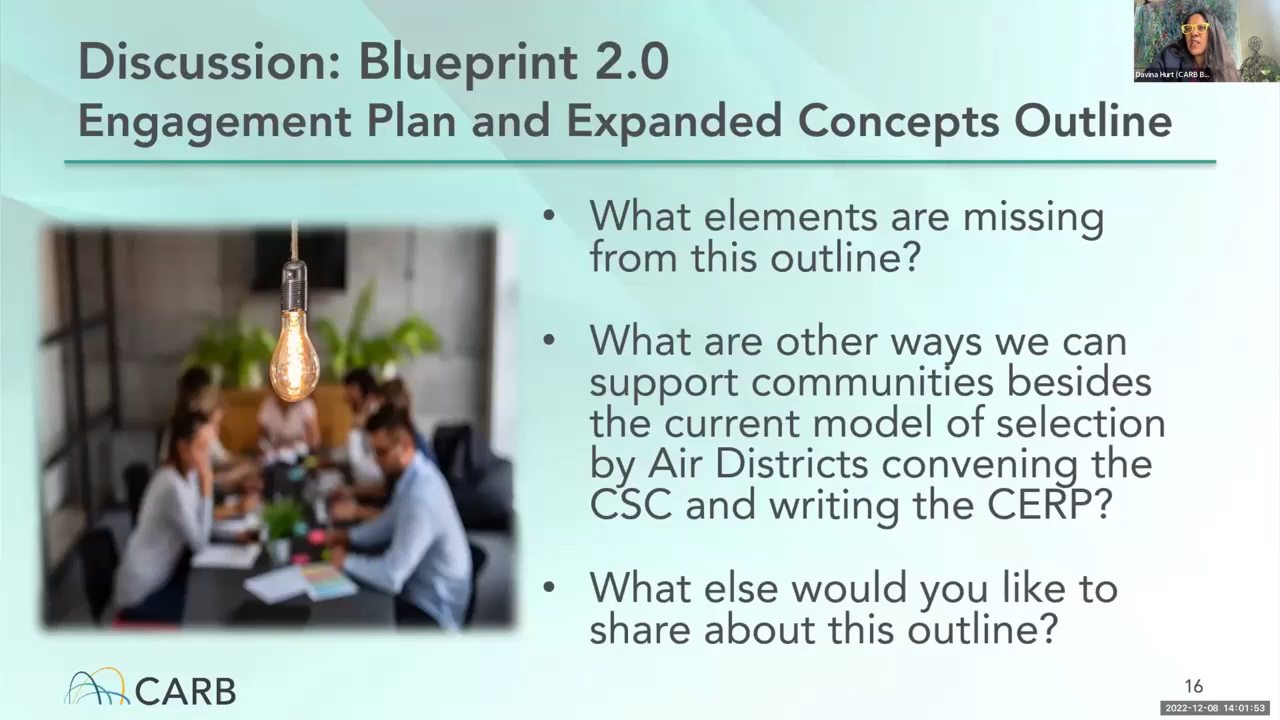 Discussion: Blueprint 2.0
Engagement Plan and Expanded Concepts Outline
Davina Hurt (CARB B...
• What elements are missing
from this outline?
• What are other ways we can
support communities besides
the current model of selection
by Air Districts convening the
CSC and writing the CERP?
• What else would you like to
share about this outline?
CARB
16
2022-12-08 14:01:53